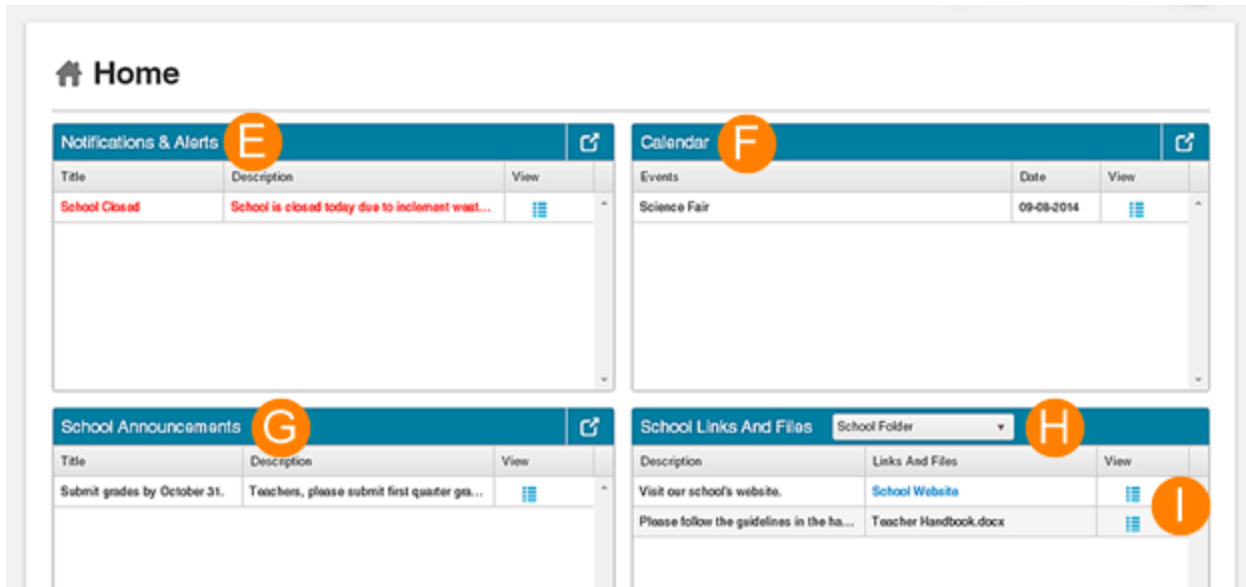 Home
Notifications & Alerts E
Title Description View
School Closed School is closed today due to inclement weat...
Calendar F
Events Date View
Science Fair 09-08-2014
School Announcements G
Title Description View
Submit grades by October 31. Teachers, please submit first quarter gra...
School Links And Files School Folder H
Description Links And Files View
Visit our school's website. School Website I
Please follow the guidelines in the ha... Teacher Handbook.docx